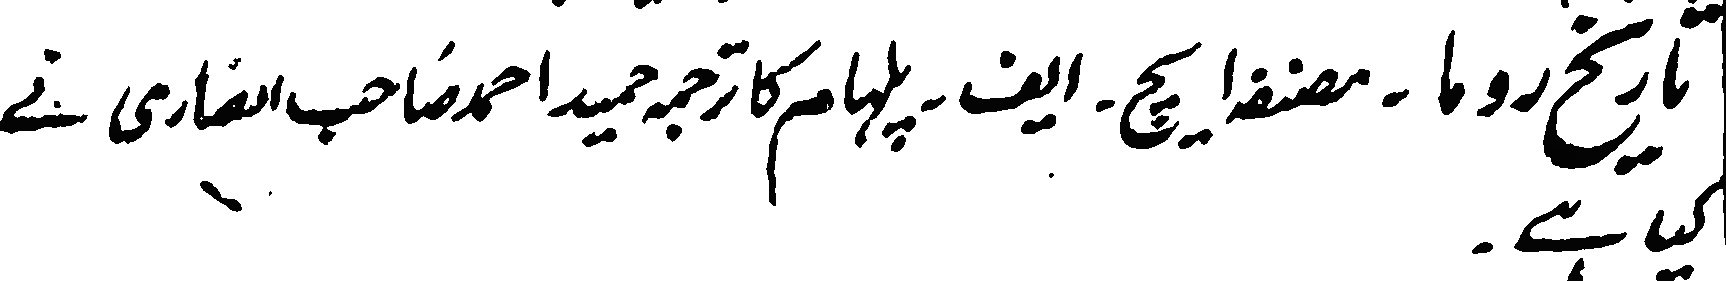 تاریخ روما ۔ مصنفہ ایچ ۔ ایف ۔ پلہام کا ترجمہ حمید احمد صاحب انصاری نے
کیا ہے ۔